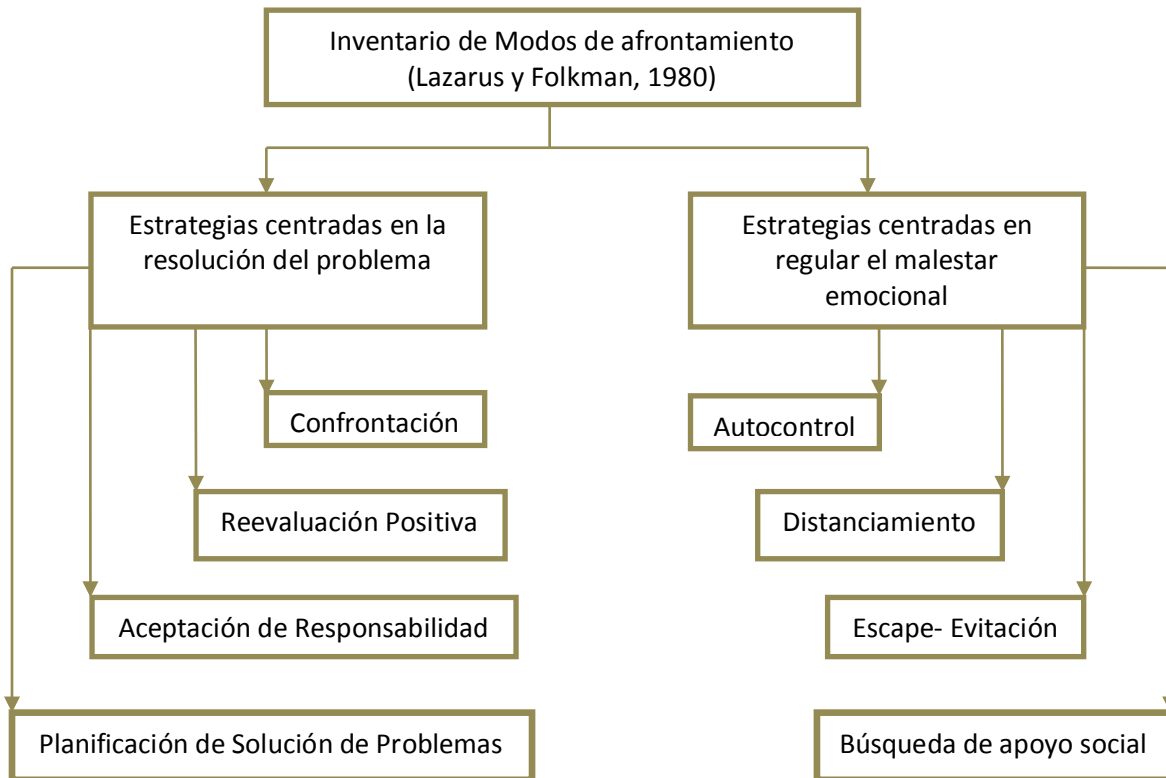 Inventario de Modos de afrontamiento
(Lazarus y Folkman, 1980)
Estrategias centradas en la
resolución del problema
Estrategias centradas en
regular el malestar
emocional
Confrontación
Autocontrol
Reevaluación Positiva
Distanciamiento
Aceptación de Responsabilidad
Escape- Evitación
Planificación de Solución de Problemas
Búsqueda de apoyo social